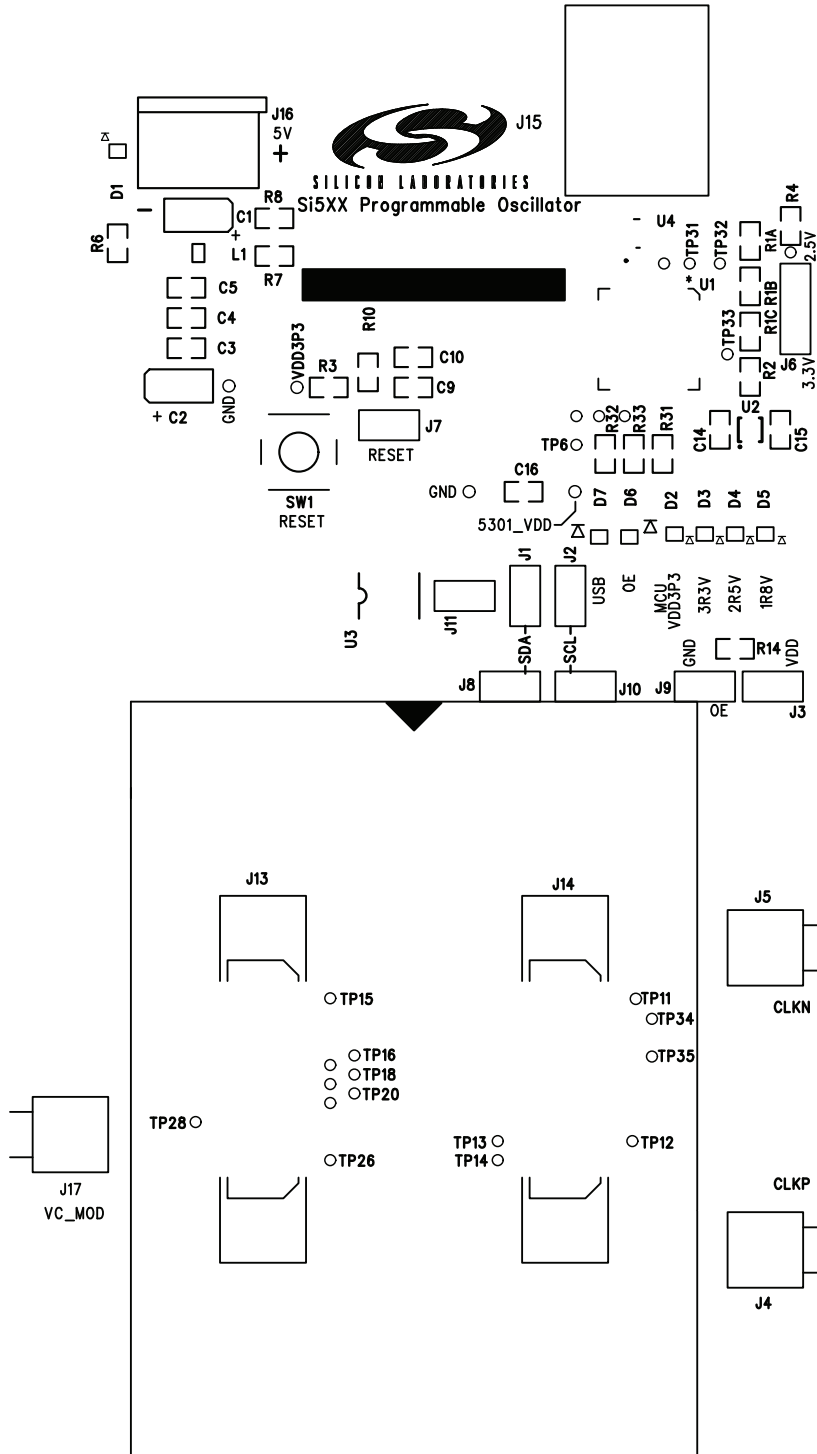 J16
5V
+
J15
D1
SILICON LABORATORIES
Si5XX Programmable Oscillator
R8
R4
-
C1
+
U4
R6
R1A
2.5V
TP31
TP32
L1
R7
U1
C5
R1B
C4
R10
R1C
TP33
C3
VDD3P3
R3
C10
J6
C9
R2
3.3V
+ C2
GND
U2
J7
RESET
R32
R33
R31
C14
C15
TP6
C16
SW1
RESET
GND
D7
D6
D2
D3
D4
D5
5301_VDD
J1
J2
USB
OE
MCU
VDD3P3
3R3V
2R5V
1R8V
U3
J11
SDA
SCL
GND
R14
VDD
J8
J10
J9
OE
J3
J13
J14
J5
TP15
TP11
CLKN
TP34
TP16
TP35
TP18
TP20
TP28
TP13
TP12
TP26
TP14
J17
CLKP
VC_MOD
J4